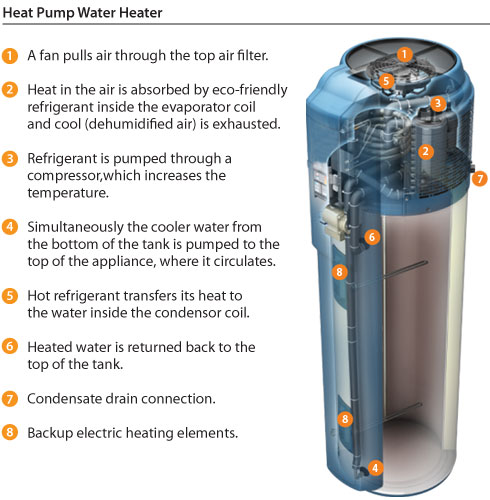 Heat Pump Water Heater
1 A fan pulls air through the top air filter.
2 Heat in the air is absorbed by eco-friendly
refrigerant inside the evaporator coil
and cool (dehumidified air) is exhausted.
3 Refrigerant is pumped through a
compressor,which increases the
temperature.
4 Simultaneously the cooler water from
the bottom of the tank is pumped to the
top of the appliance, where it circulates.
5 Hot refrigerant transfers its heat to
the water inside the condensor coil.
6 Heated water is returned back to the
top of the tank.
7 Condensate drain connection.
8 Backup electric heating elements.
1
5
3
2
7
6
8
8
4